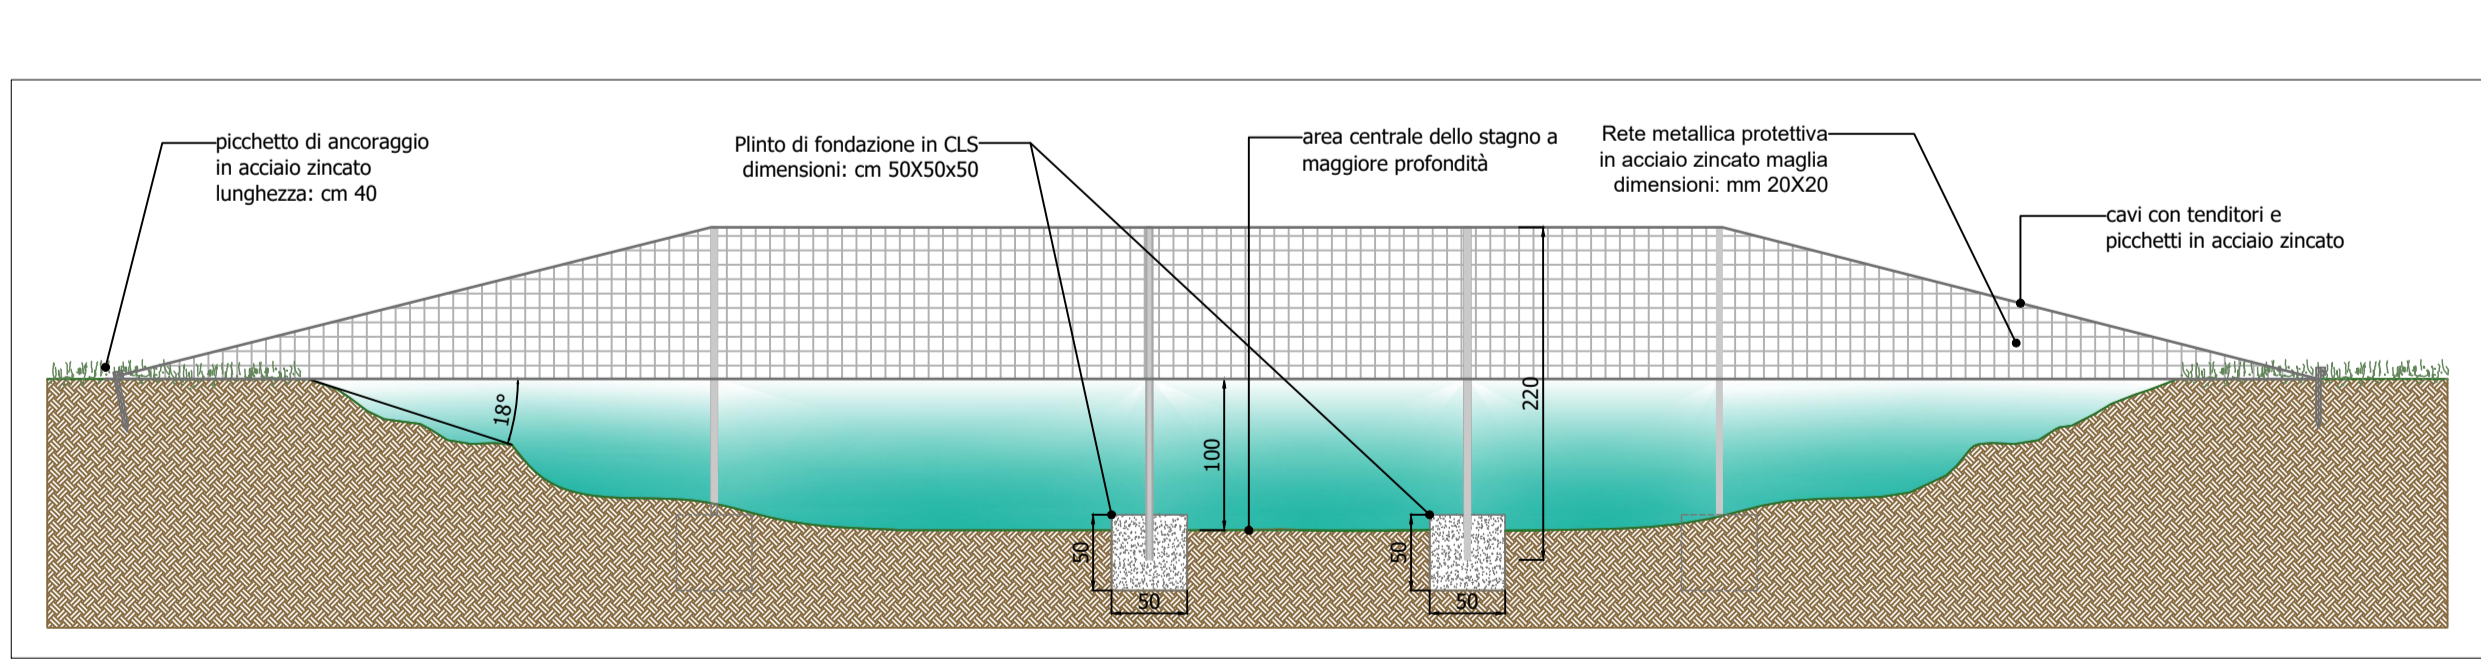 picchetto di ancoraggio
in acciaio zincato
lunghezza: cm 40
Plinto di fondazione in CLS
dimensioni: cm 50X50x50
area centrale dello stagno a
maggiore profondità
Rete metallica protettiva
in acciaio zincato maglia
dimensioni: mm 20X20
cavi con tenditori e
picchetti in acciaio zincato
18°
100
220
50
50
50
50